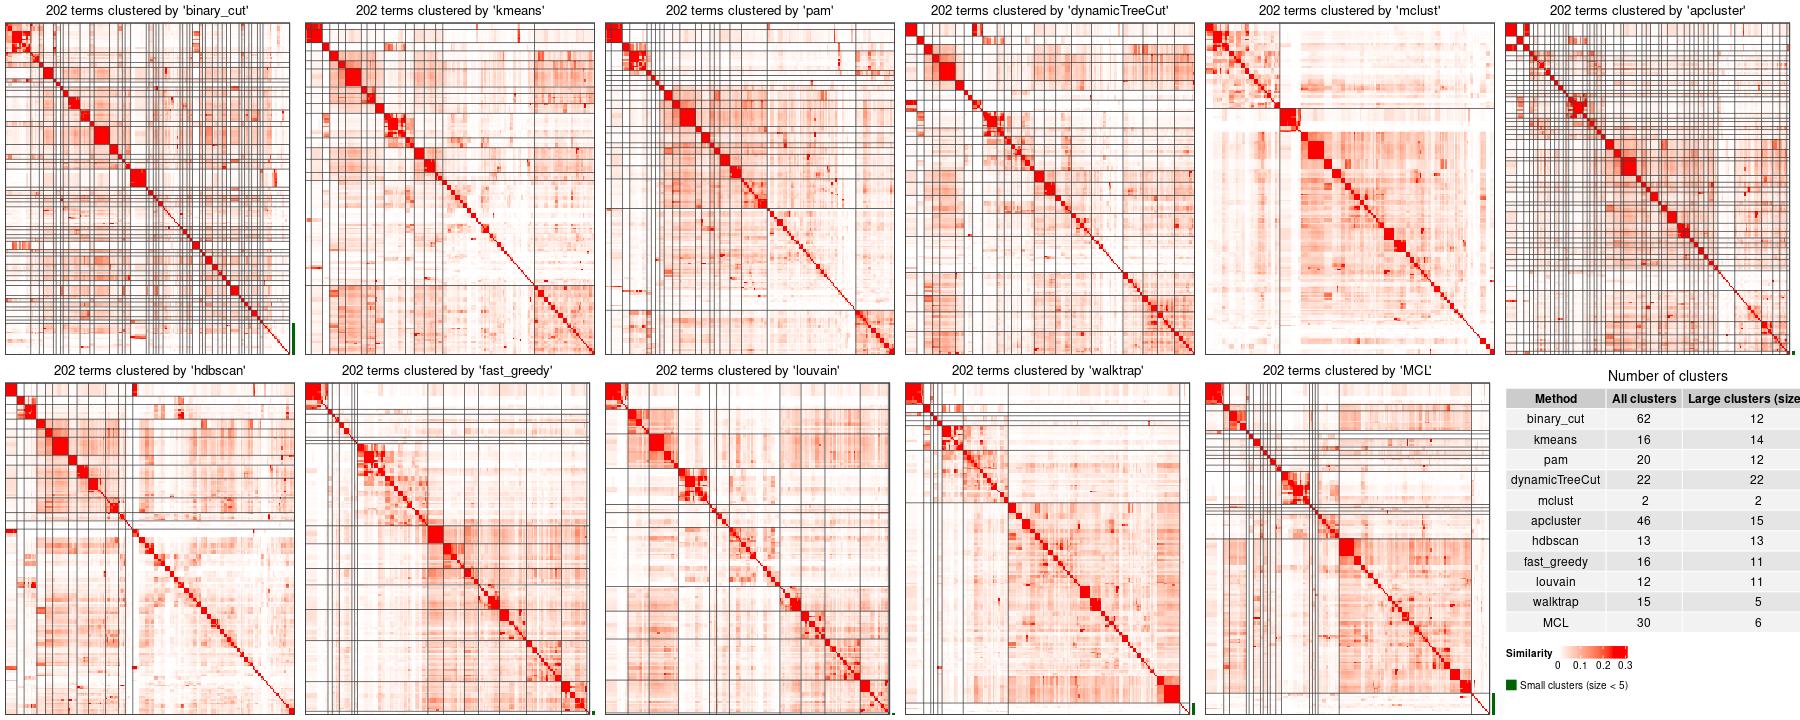 202 terms clustered by 'binary_cut'
202 terms clustered by 'kmeans'
202 terms clustered by 'pam'
202 terms clustered by 'dynamicTreeCut'
202 terms clustered by 'mclust'
202 terms clustered by 'apcluster'
202 terms clustered by 'hdbscan'
202 terms clustered by 'fast_greedy'
202 terms clustered by 'louvain'
202 terms clustered by 'walktrap'
202 terms clustered by 'MCL'
Number of clusters
Method All clusters Large clusters (size
binary_cut 62 12
kmeans 16 14
pam 20 12
dynamicTreeCut 22 22
mclust 2 2
apcluster 46 15
hdbscan 13 13
fast_greedy 16 11
louvain 12 11
walktrap 15 5
MCL 30 6
Similarity
0 0.1 0.2 0.3
Small clusters (size < 5)